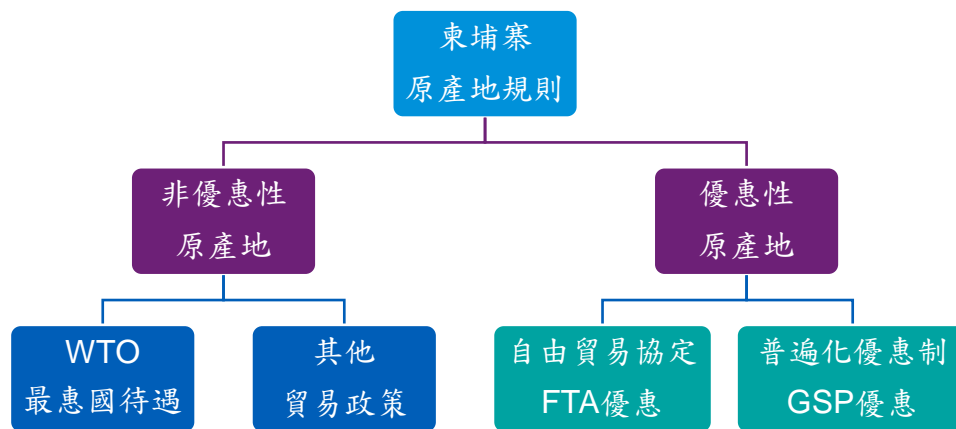 柬埔寨
原產地規則
非優惠性
原產地
優惠性
原產地
WTO
最惠國待遇
其他
貿易政策
自由貿易協定
FTA優惠
普遍化優惠制
GSP優惠